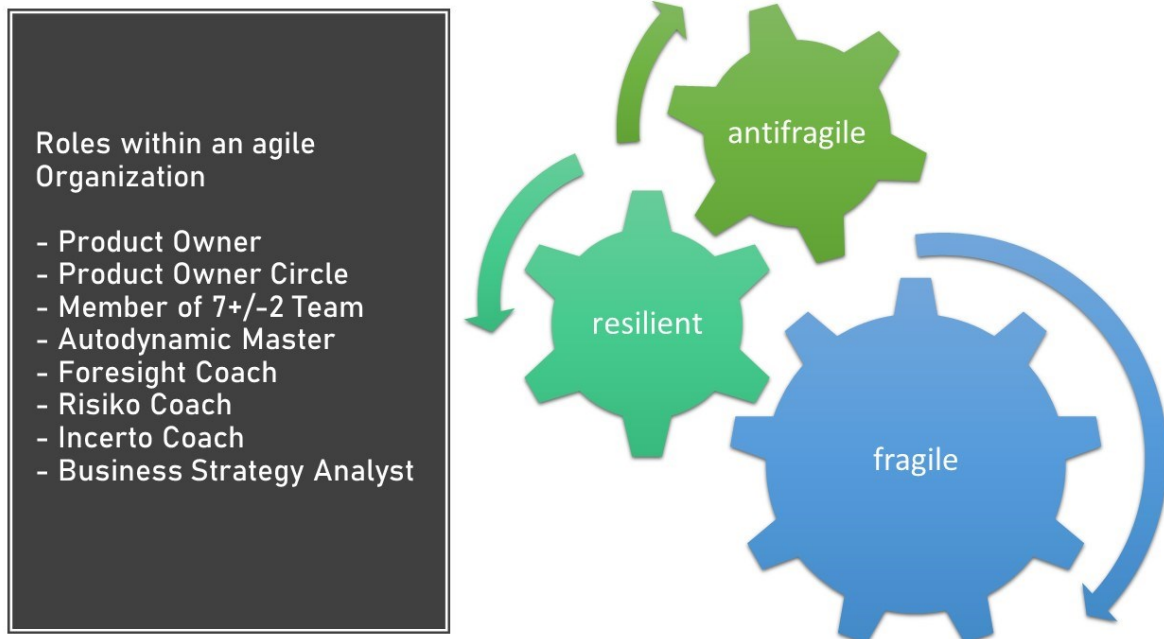 Roles within an agile
Organization
- Product Owner
- Product Owner Circle
- Member of 7+/-2 Team
- Autodynamic Master
- Foresight Coach
- Risiko Coach
- Incerto Coach
- Business Strategy Analyst
antifragile
resilient
fragile